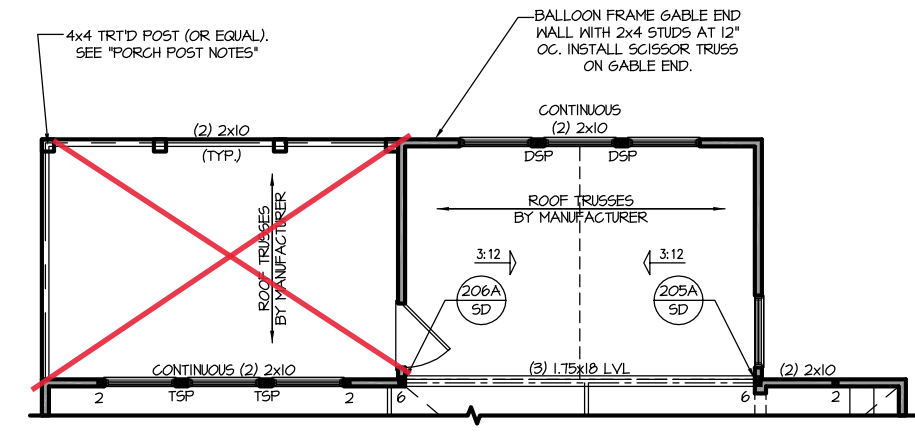 4x4 TRT'D POST (OR EQUAL).
SEE "PORCH POST NOTES"
BALLOON FRAME GABLE END
WALL WITH 2x4 STUDS AT 12"
OC. INSTALL SCISSOR TRUSS
ON GABLE END.
(2) 2x10
(TYP.)
CONTINUOUS
(2) 2x10
DSP
DSP
ROOF TRUSSES
BY MANUFACTURER
ROOF TRUSSES
BY MANUFACTURER
3:12
3:12
206A
SD
205A
SD
CONTINUOUS (2) 2x10
(3) 1.75x18 LVL
(2) 2x10
2
TSP
TSP
2
6
6
2